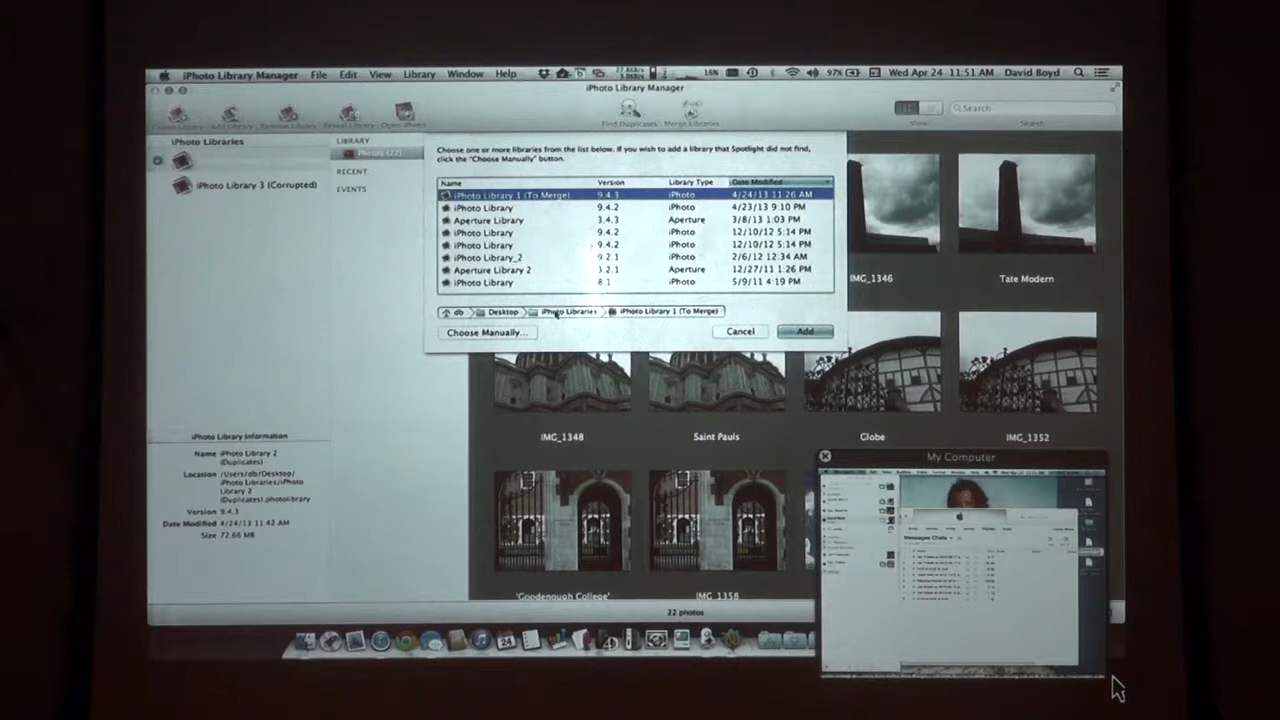 iPhoto Library Manager File Edit View Library Window Help 16% 97% Wed Apr 24 11:51 AM David Boyd
iPhoto Library Manager
Find Duplicates Merge Libraries View Search
Search
iPhoto Libraries
iPhoto Library 3 (Corrupted)
LIBRARY
Photos (22)
RECENT
EVENTS
Choose one or more libraries from the list below. If you wish to add a library that Spotlight did not find,
click the "Choose Manually" button.
Name Version Library Type Date Modified
iPhoto Library 1 (To Merge) 9.4.3 iPhoto 4/24/13 11:26 AM
iPhoto Library 9.4.2 iPhoto 4/23/13 9:10 PM
Aperture Library 3.4.3 Aperture 3/8/13 1:03 PM
iPhoto Library 9.4.2 iPhoto 12/10/12 5:14 PM
iPhoto Library 9.4.2 iPhoto 12/10/12 5:14 PM
iPhoto Library_2 9.2.1 iPhoto 2/6/12 12:34 AM
Aperture Library 2 3.2.1 Aperture 12/27/11 1:26 PM
iPhoto Library 8.1 iPhoto 5/9/11 4:19 PM
db Desktop iPhoto Libraries iPhoto Library 1 (To Merge)
Choose Manually... Cancel Add
IMG_1346 Tate Modern
IMG_1348 Saint Pauls Globe IMG_1352
'Goodenough College' IMG_1358
22 photos
iPhoto Library Information
Name iPhoto Library 2
(Duplicates)
Location /Users/db/Desktop/
iPhoto Libraries/iPhoto
Library 2
(Duplicates).photolibrary
Version 9.4.3
Date Modified 4/24/13 11:42 AM
Size 72.66 MB
24
My Computer
Messages Chats